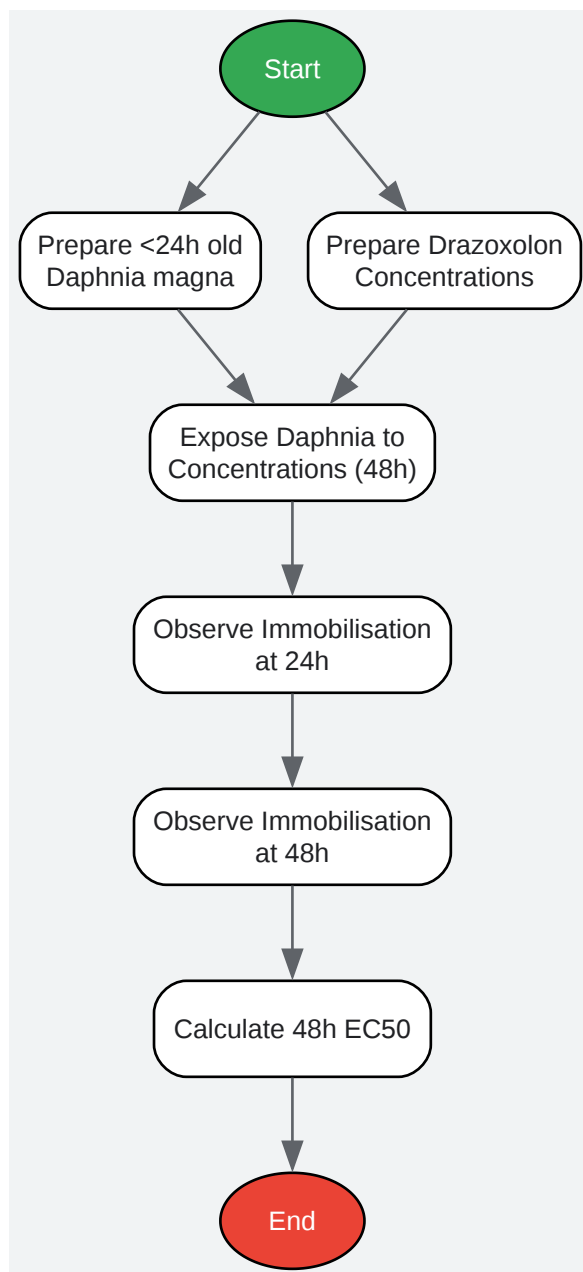 Start
Prepare <24h old
Daphnia magna
Prepare Drazoxolon
Concentrations
Expose Daphnia to
Concentrations (48h)
Observe Immobilisation
at 24h
Observe Immobilisation
at 48h
Calculate 48h EC50
End